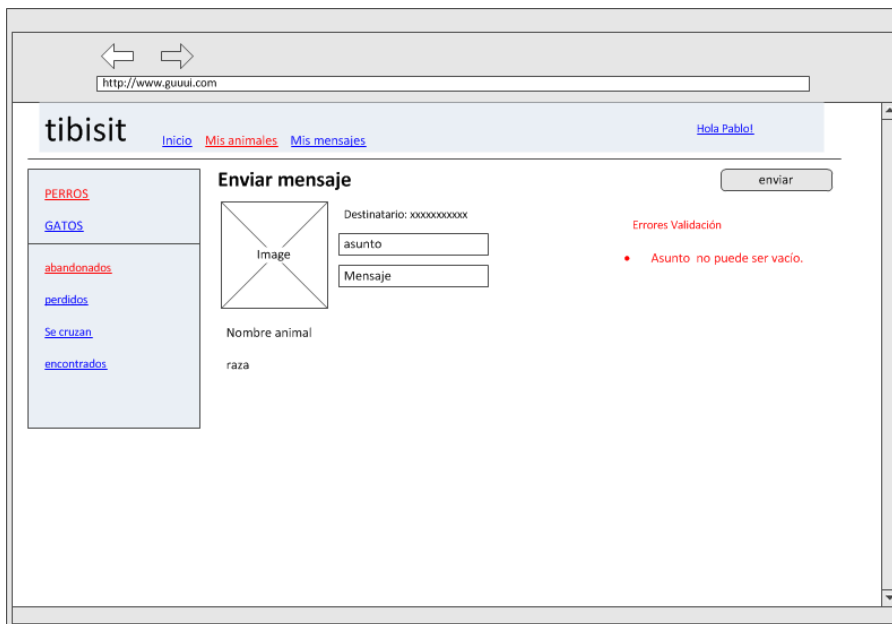 http://www.guuui.com
tibisit
Inicio Mis animales Mis mensajes
Hola Pablo!
PERROS
GATOS
abandonados
perdidos
Se cruzan
encontrados
Enviar mensaje
enviar
Image
Destinatario: xxxxxxxxxxx
asunto
Mensaje
Nombre animal
raza
Errores Validación
• Asunto no puede ser vacío.